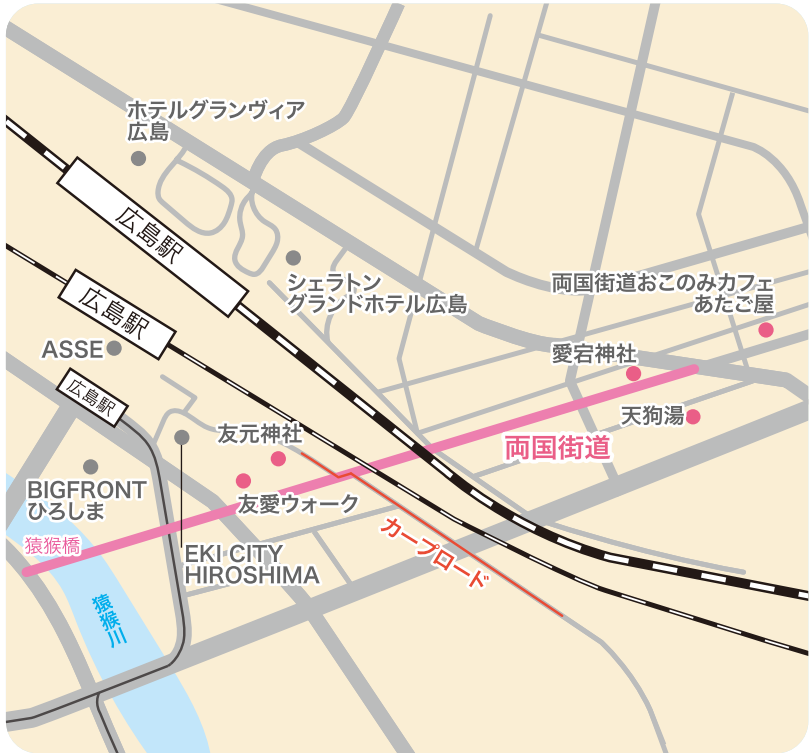 ホテルグランヴィア
広島
広島駅
シェラトン
グランドホテル広島
両国街道おこのみカフェ
あたご屋
広島駅
ASSE
愛宕神社
広島駅
天狗湯
友元神社
両国街道
BIGFRONT
ひろしま
友愛ウォーク
カープロード
猿猴橋
EKI CITY
HIROSHIMA
猿猴川